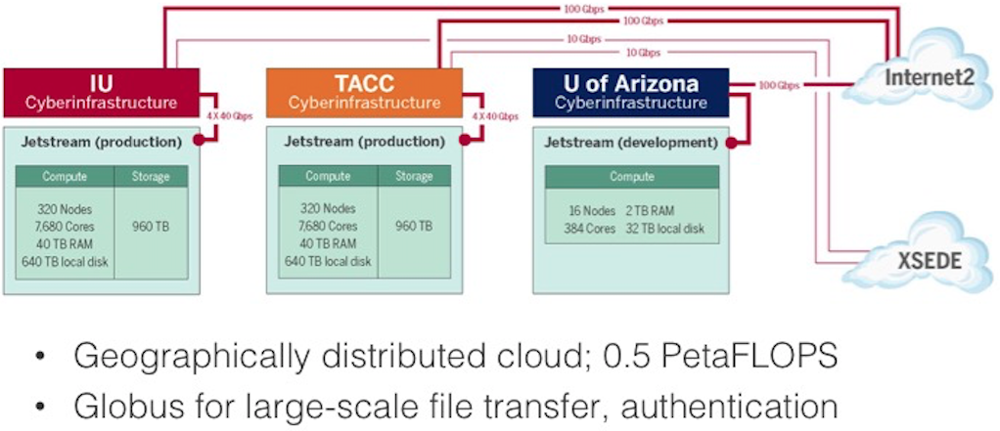 100 Gbps
100 Gbps
10 Gbps
10 Gbps
IU
Cyberinfrastructure
TACC
Cyberinfrastructure
U of Arizona
Cyberinfrastructure
100 Gbps
Internet2
4 X 40 Gbps
4 X 40 Gbps
Jetstream (production)
Compute
Storage
320 Nodes
7,680 Cores
40 TB RAM
640 TB local disk
960 TB
Jetstream (production)
Compute
Storage
320 Nodes
7,680 Cores
40 TB RAM
640 TB local disk
960 TB
Jetstream (development)
Compute
16 Nodes 2 TB RAM
384 Cores 32 TB local disk
XSEDE
• Geographically distributed cloud; 0.5 PetaFLOPS
• Globus for large-scale file transfer, authentication